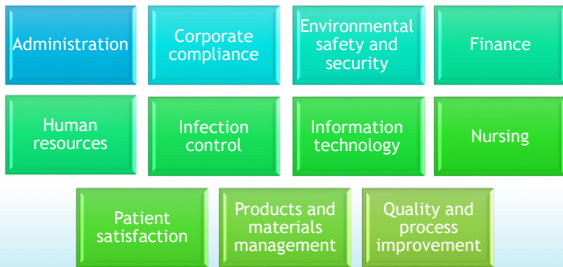 Administration
Corporate
compliance
Environmental
safety and
security
Finance
Human
resources
Infection
control
Information
technology
Nursing
Patient
satisfaction
Products and
materials
management
Quality and
process
improvement